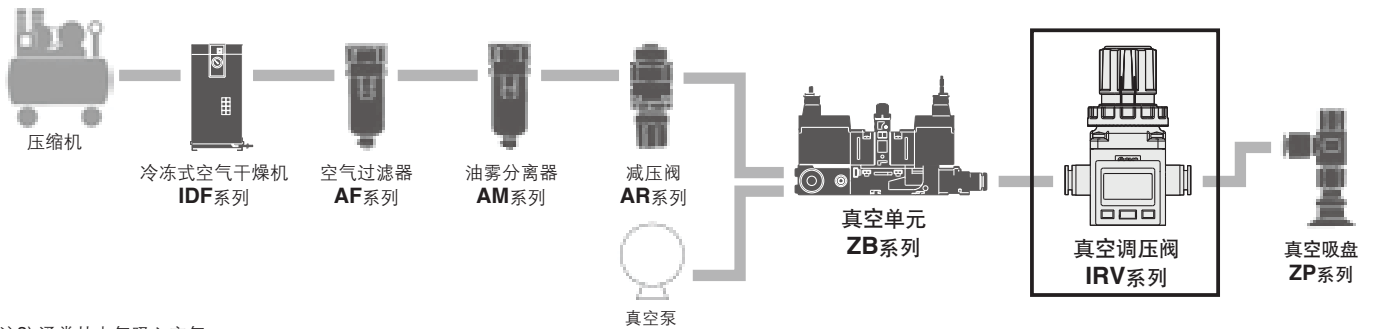 压缩机
冷冻式空气干燥机
IDF系列
空气过滤器
AF系列
油雾分离器
AM系列
减压阀
AR系列
真空泵
真空单元
ZB系列
真空调压阀
IRV系列
真空吸盘
ZP系列